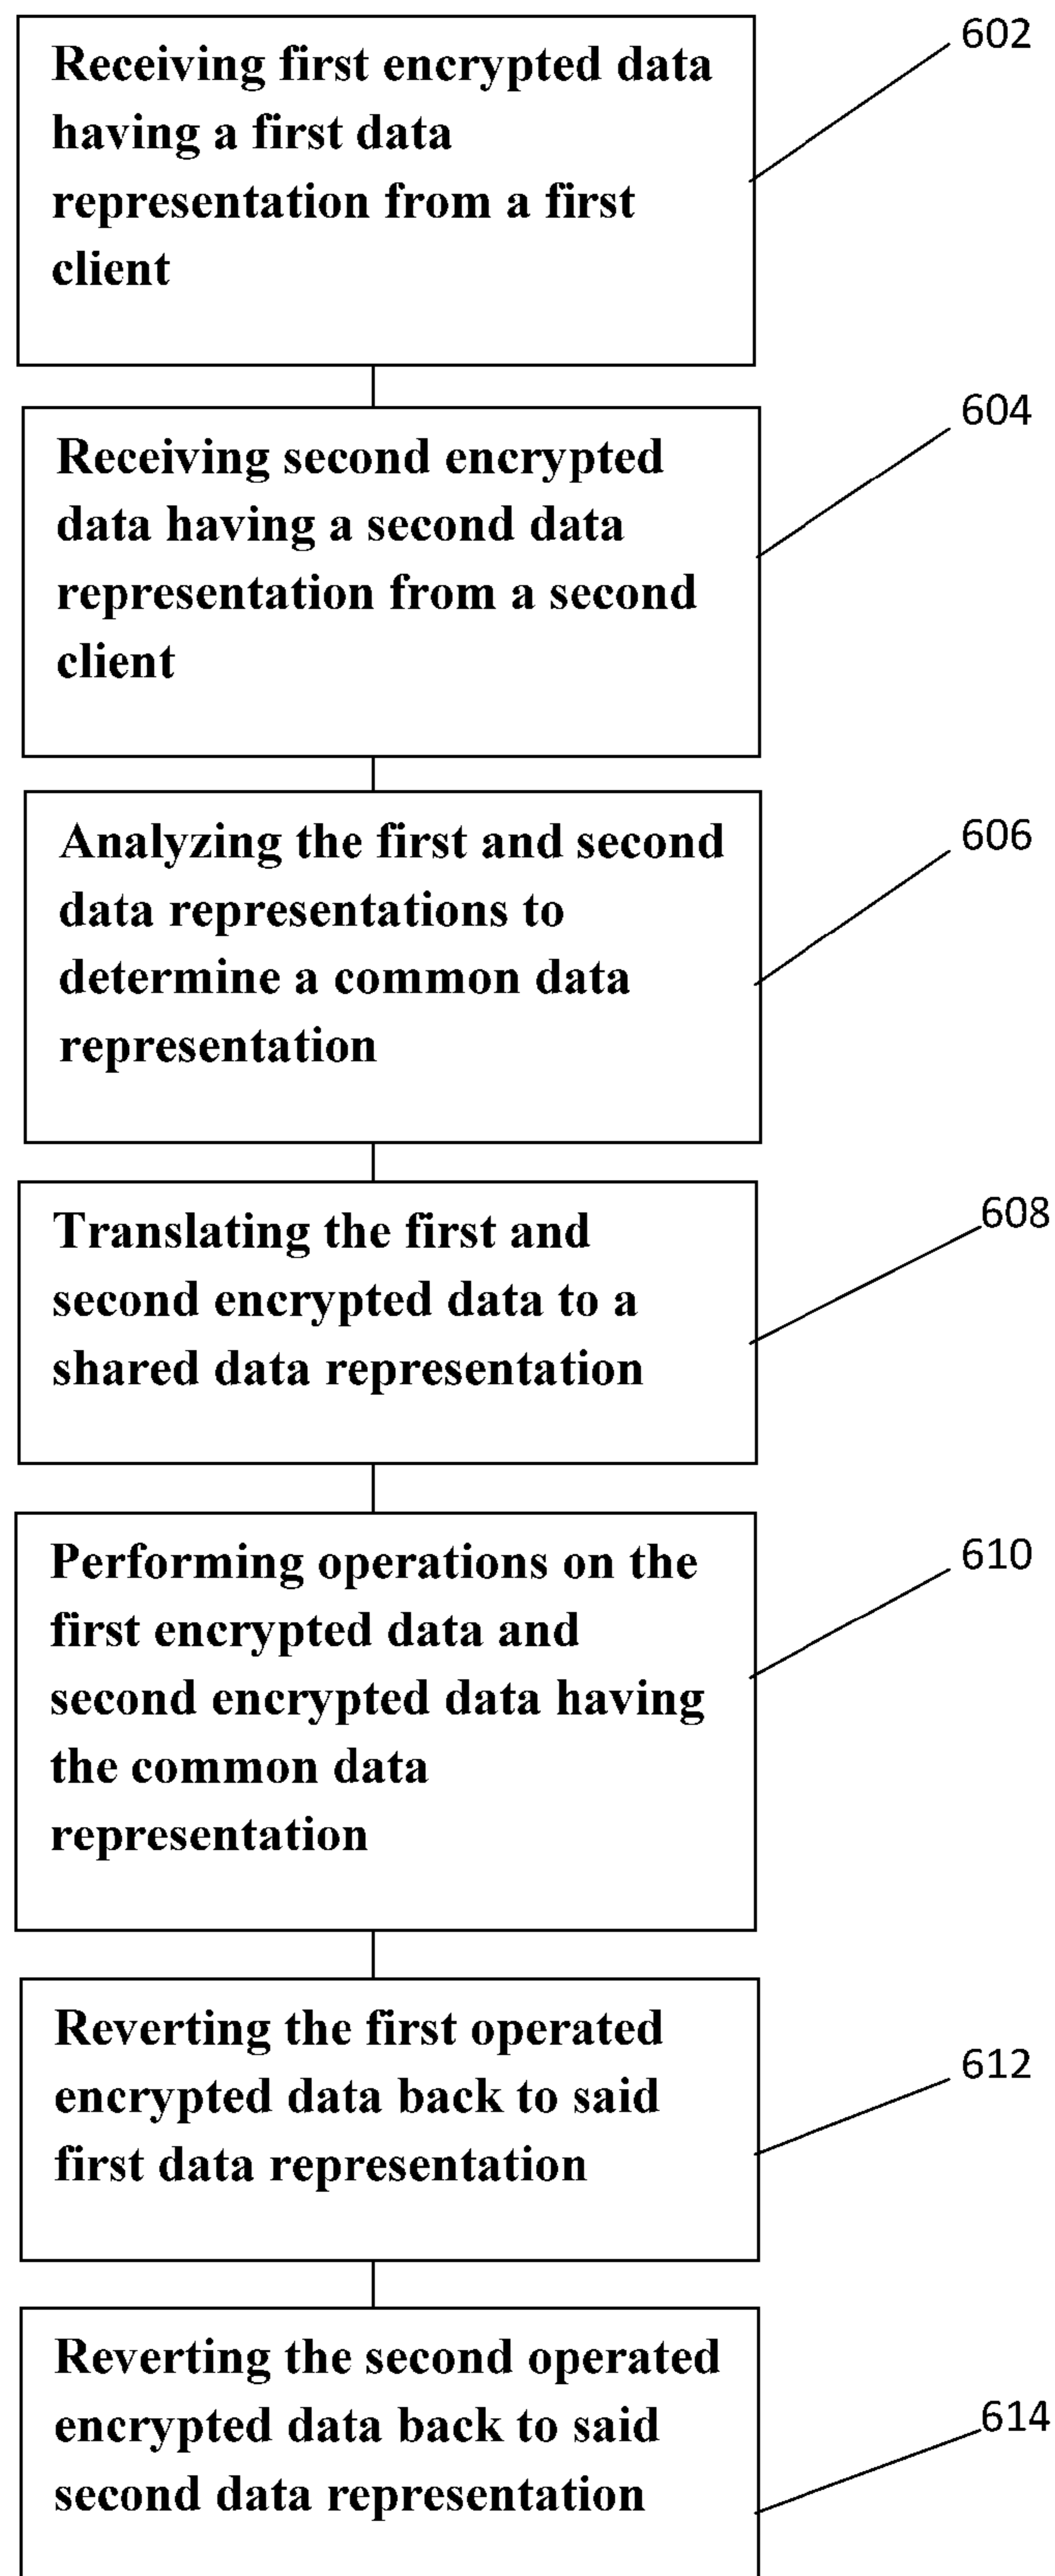 602
Receiving first encrypted data
having a first data
representation from a first
client
604
Receiving second encrypted
data having a second data
representation from a second
client
606
Analyzing the first and second
data representations to
determine a common data
representation
608
Translating the first and
second encrypted data to a
shared data representation
610
Performing operations on the
first encrypted data and
second encrypted data having
the common data
representation
612
Reverting the first operated
encrypted data back to said
first data representation
614
Reverting the second operated
encrypted data back to said
second data representation